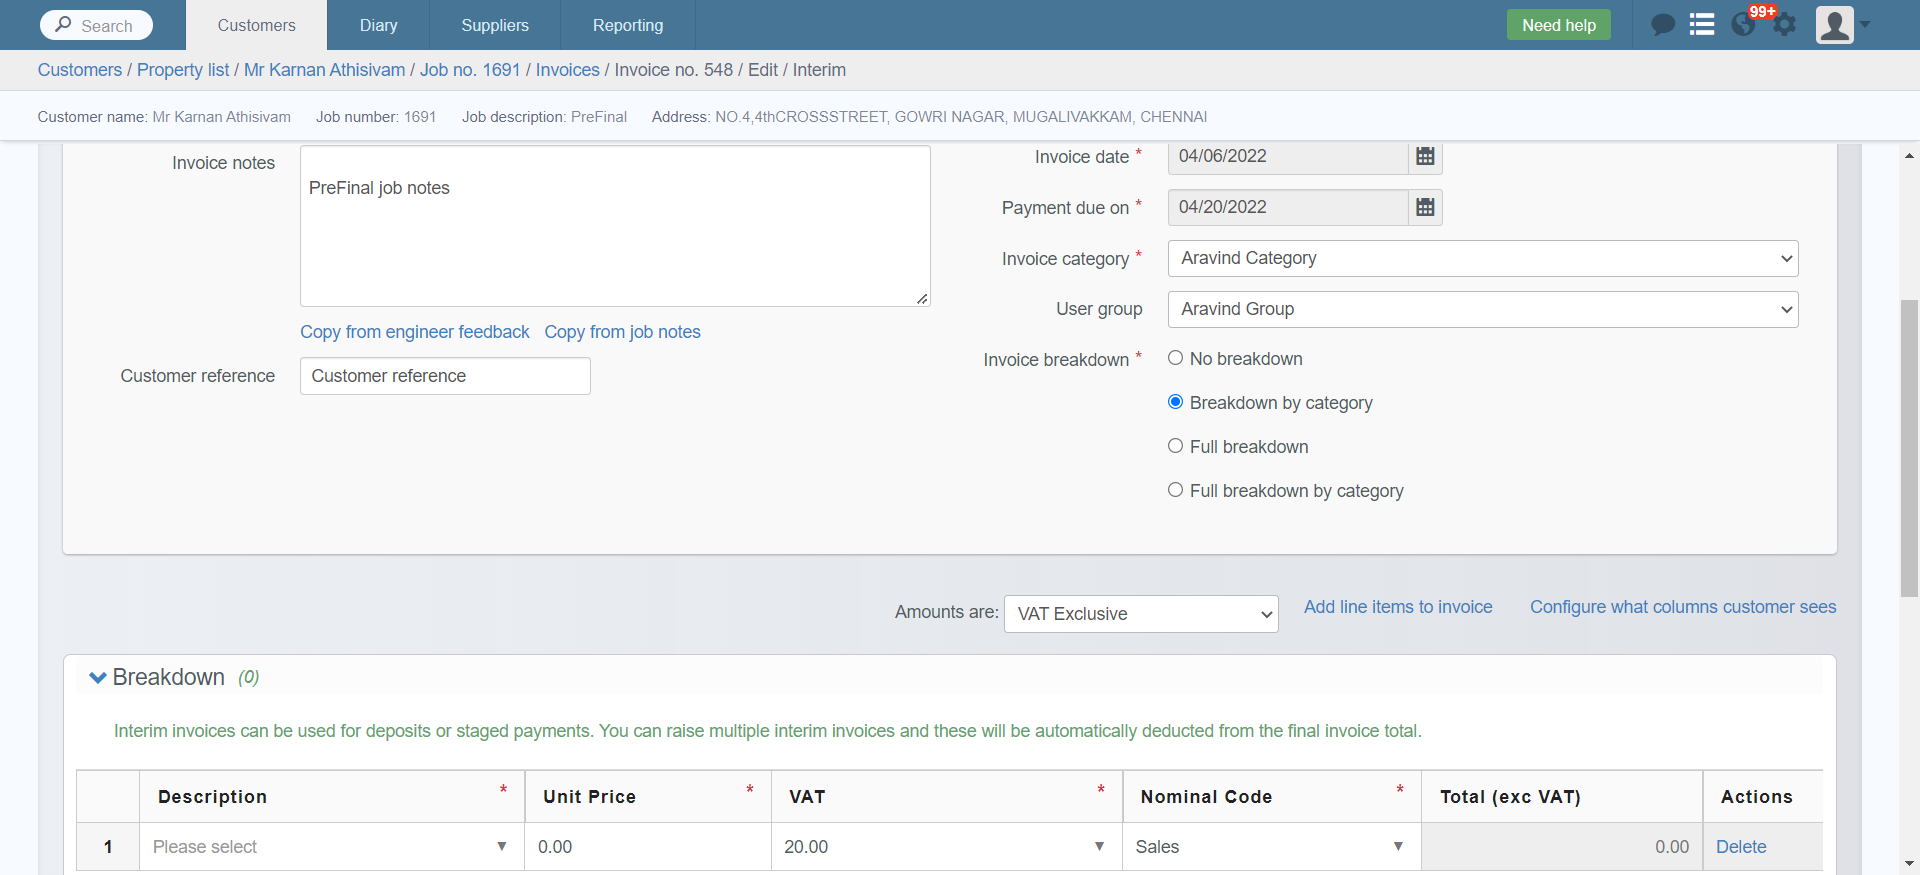 Search
Customers
Diary
Suppliers
Reporting
Need help
99+
Customers / Property list / Mr Karnan Athisivam / Job no. 1691 / Invoices / Invoice no. 548 / Edit / Interim
Customer name: Mr Karnan Athisivam Job number: 1691 Job description: PreFinal Address: NO.4,4thCROSSSTREET, GOWRI NAGAR, MUGALIVAKKAM, CHENNAI
Invoice notes
PreFinal job notes
Copy from engineer feedback Copy from job notes
Customer reference
Customer reference
Invoice date * 04/06/2022
Payment due on * 04/20/2022
Invoice category * Aravind Category
User group Aravind Group
Invoice breakdown * No breakdown
Breakdown by category
Full breakdown
Full breakdown by category
Amounts are: VAT Exclusive Add line items to invoice Configure what columns customer sees
Breakdown (0)
Interim invoices can be used for deposits or staged payments. You can raise multiple interim invoices and these will be automatically deducted from the final invoice total.
Description * Unit Price * VAT * Nominal Code * Total (exc VAT) Actions
1 Please select 0.00 20.00 Sales 0.00 Delete